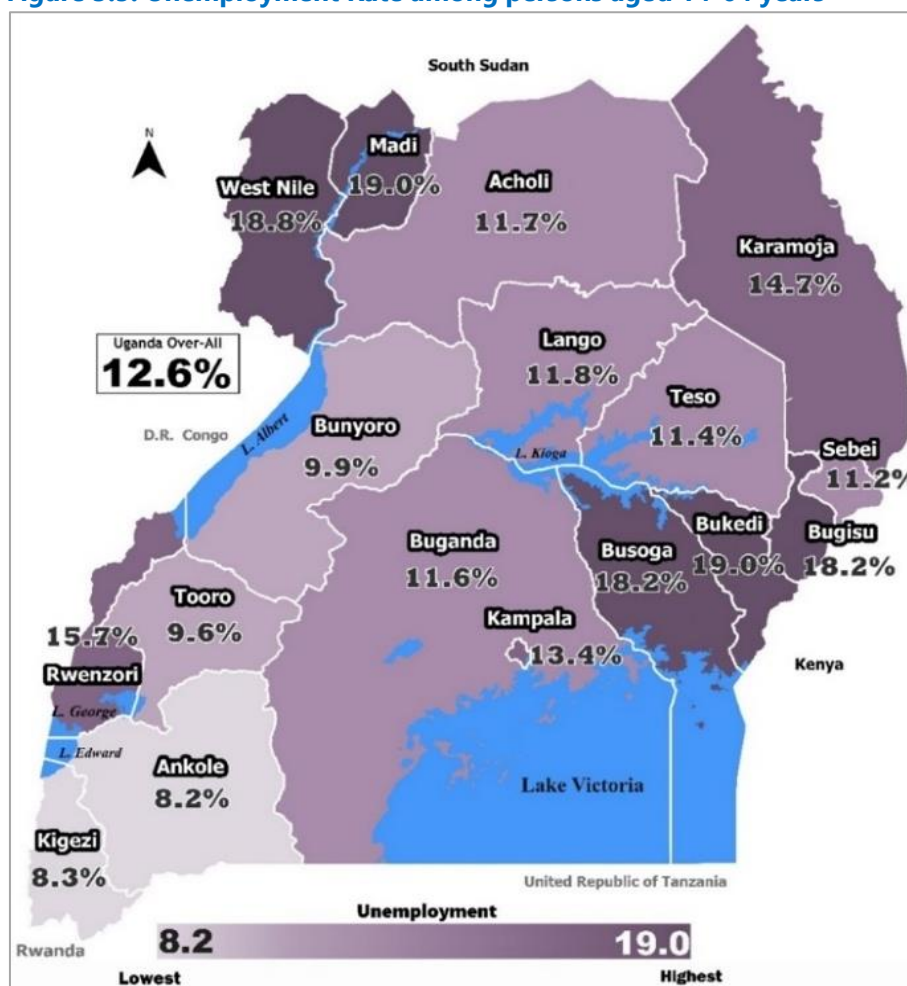 South Sudan
N
Madi
19.0%
West Nile
18.8%
Acholi
11.7%
Karamoja
14.7%
Uganda Over-All
12.6%
Lango
11.8%
Teso
11.4%
D.R. Congo
L. Albert
Bunyoro
9.9%
L. Kioga
Sebei
11.2%
Bukedi
19.0%
Bugisu
18.2%
Buganda
11.6%
Busoga
18.2%
Tooro
9.6%
Kampala
13.4%
15.7%
Rwenzori
Kenya
L. George
L. Edward
Ankole
8.2%
Lake Victoria
Kigezi
8.3%
United Republic of Tanzania
Rwanda
Unemployment
8.2
19.0
Lowest
Highest